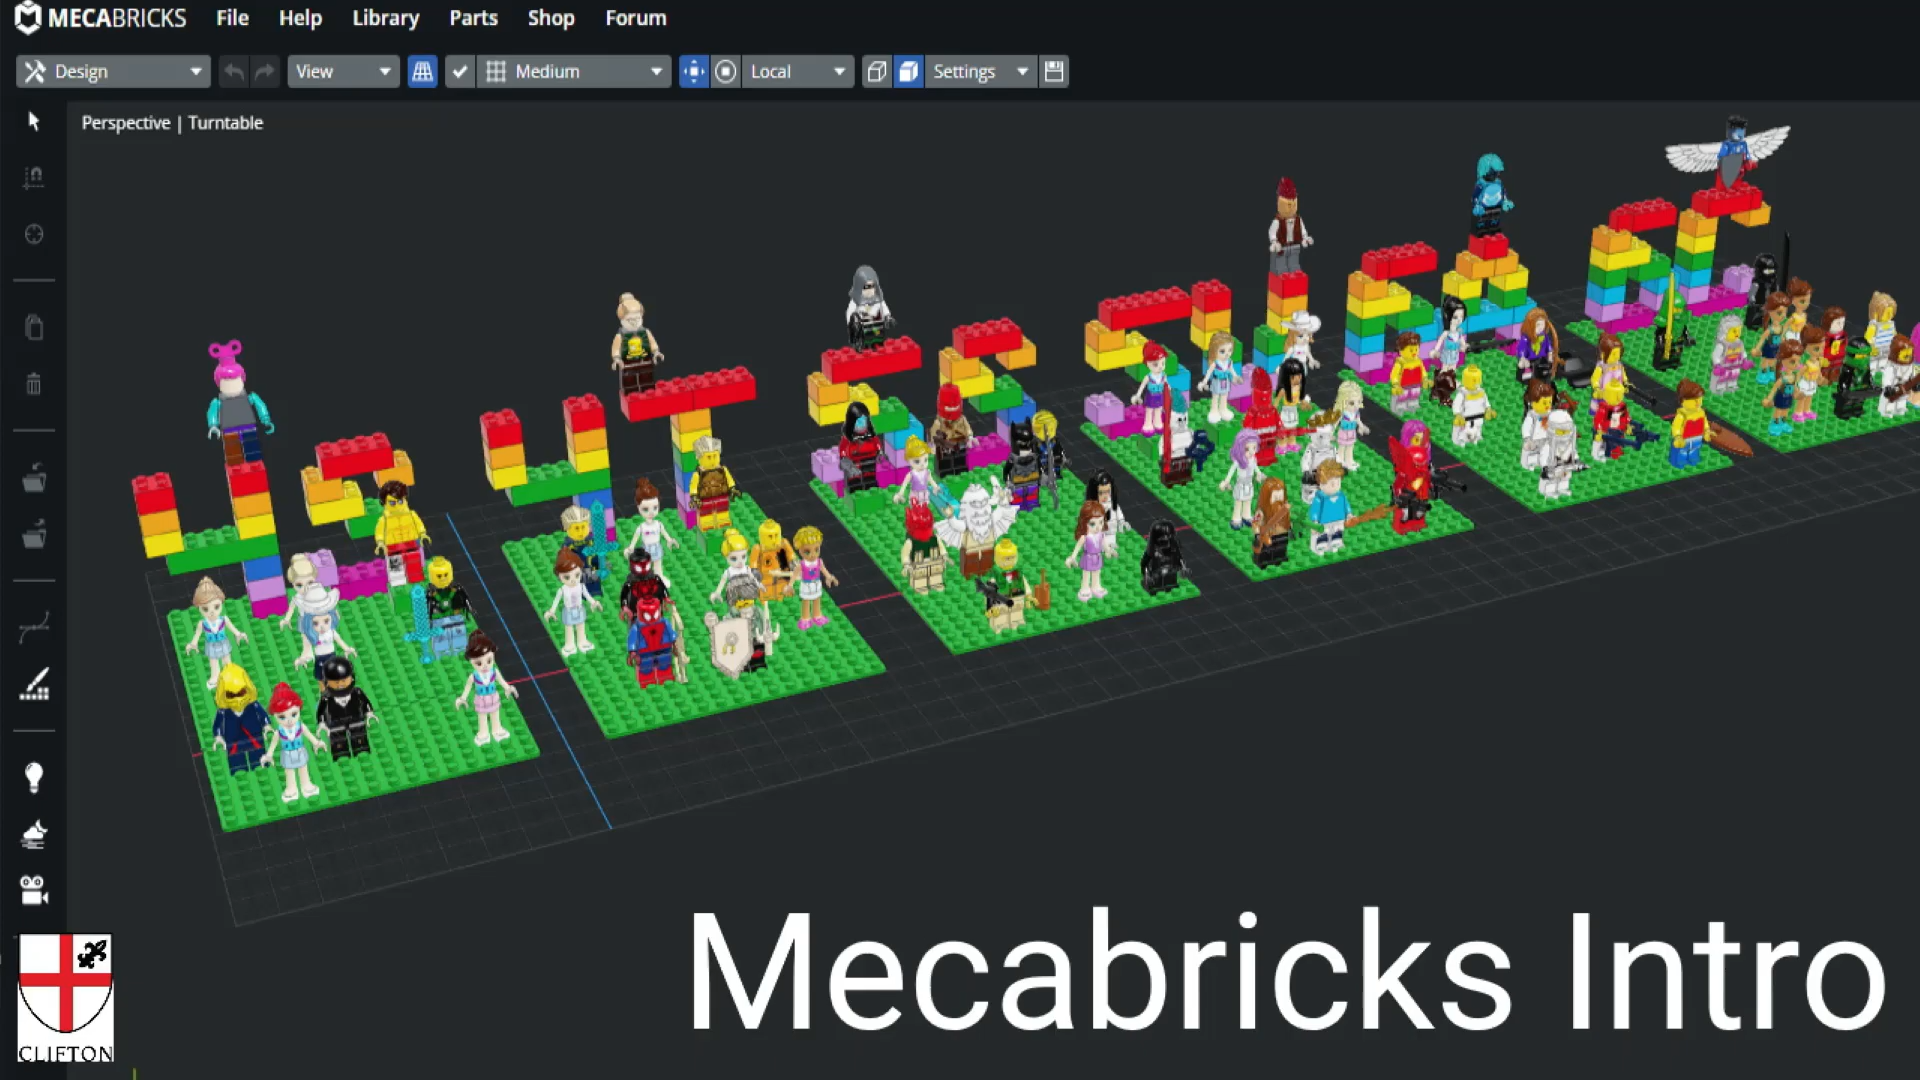 MECABRICKS File Help Library Parts Shop Forum
Design View Medium Local Settings
Perspective | Turntable
Mecabricks Intro
CLIFTON